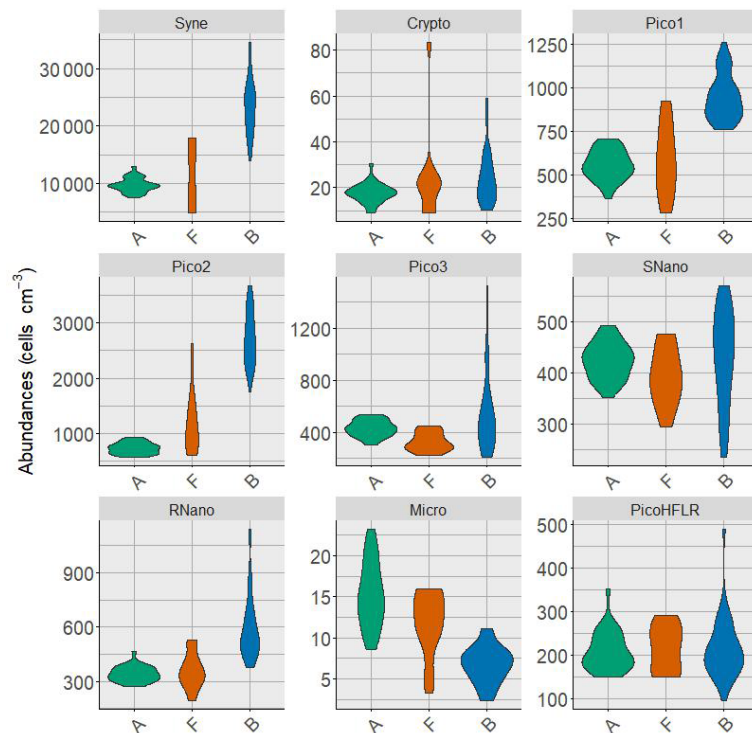 Abundances (cells cm⁻³)
Syne
30 000
20 000
10 000
A F B
Crypto
80
60
40
20
A F B
Pico1
1250
1000
750
500
250
A F B
Pico2
3000
2000
1000
A F B
Pico3
1200
800
400
A F B
SNano
500
400
300
A F B
RNano
900
600
300
A F B
Micro
20
15
10
5
A F B
PicoHFLR
500
400
300
200
100
A F B